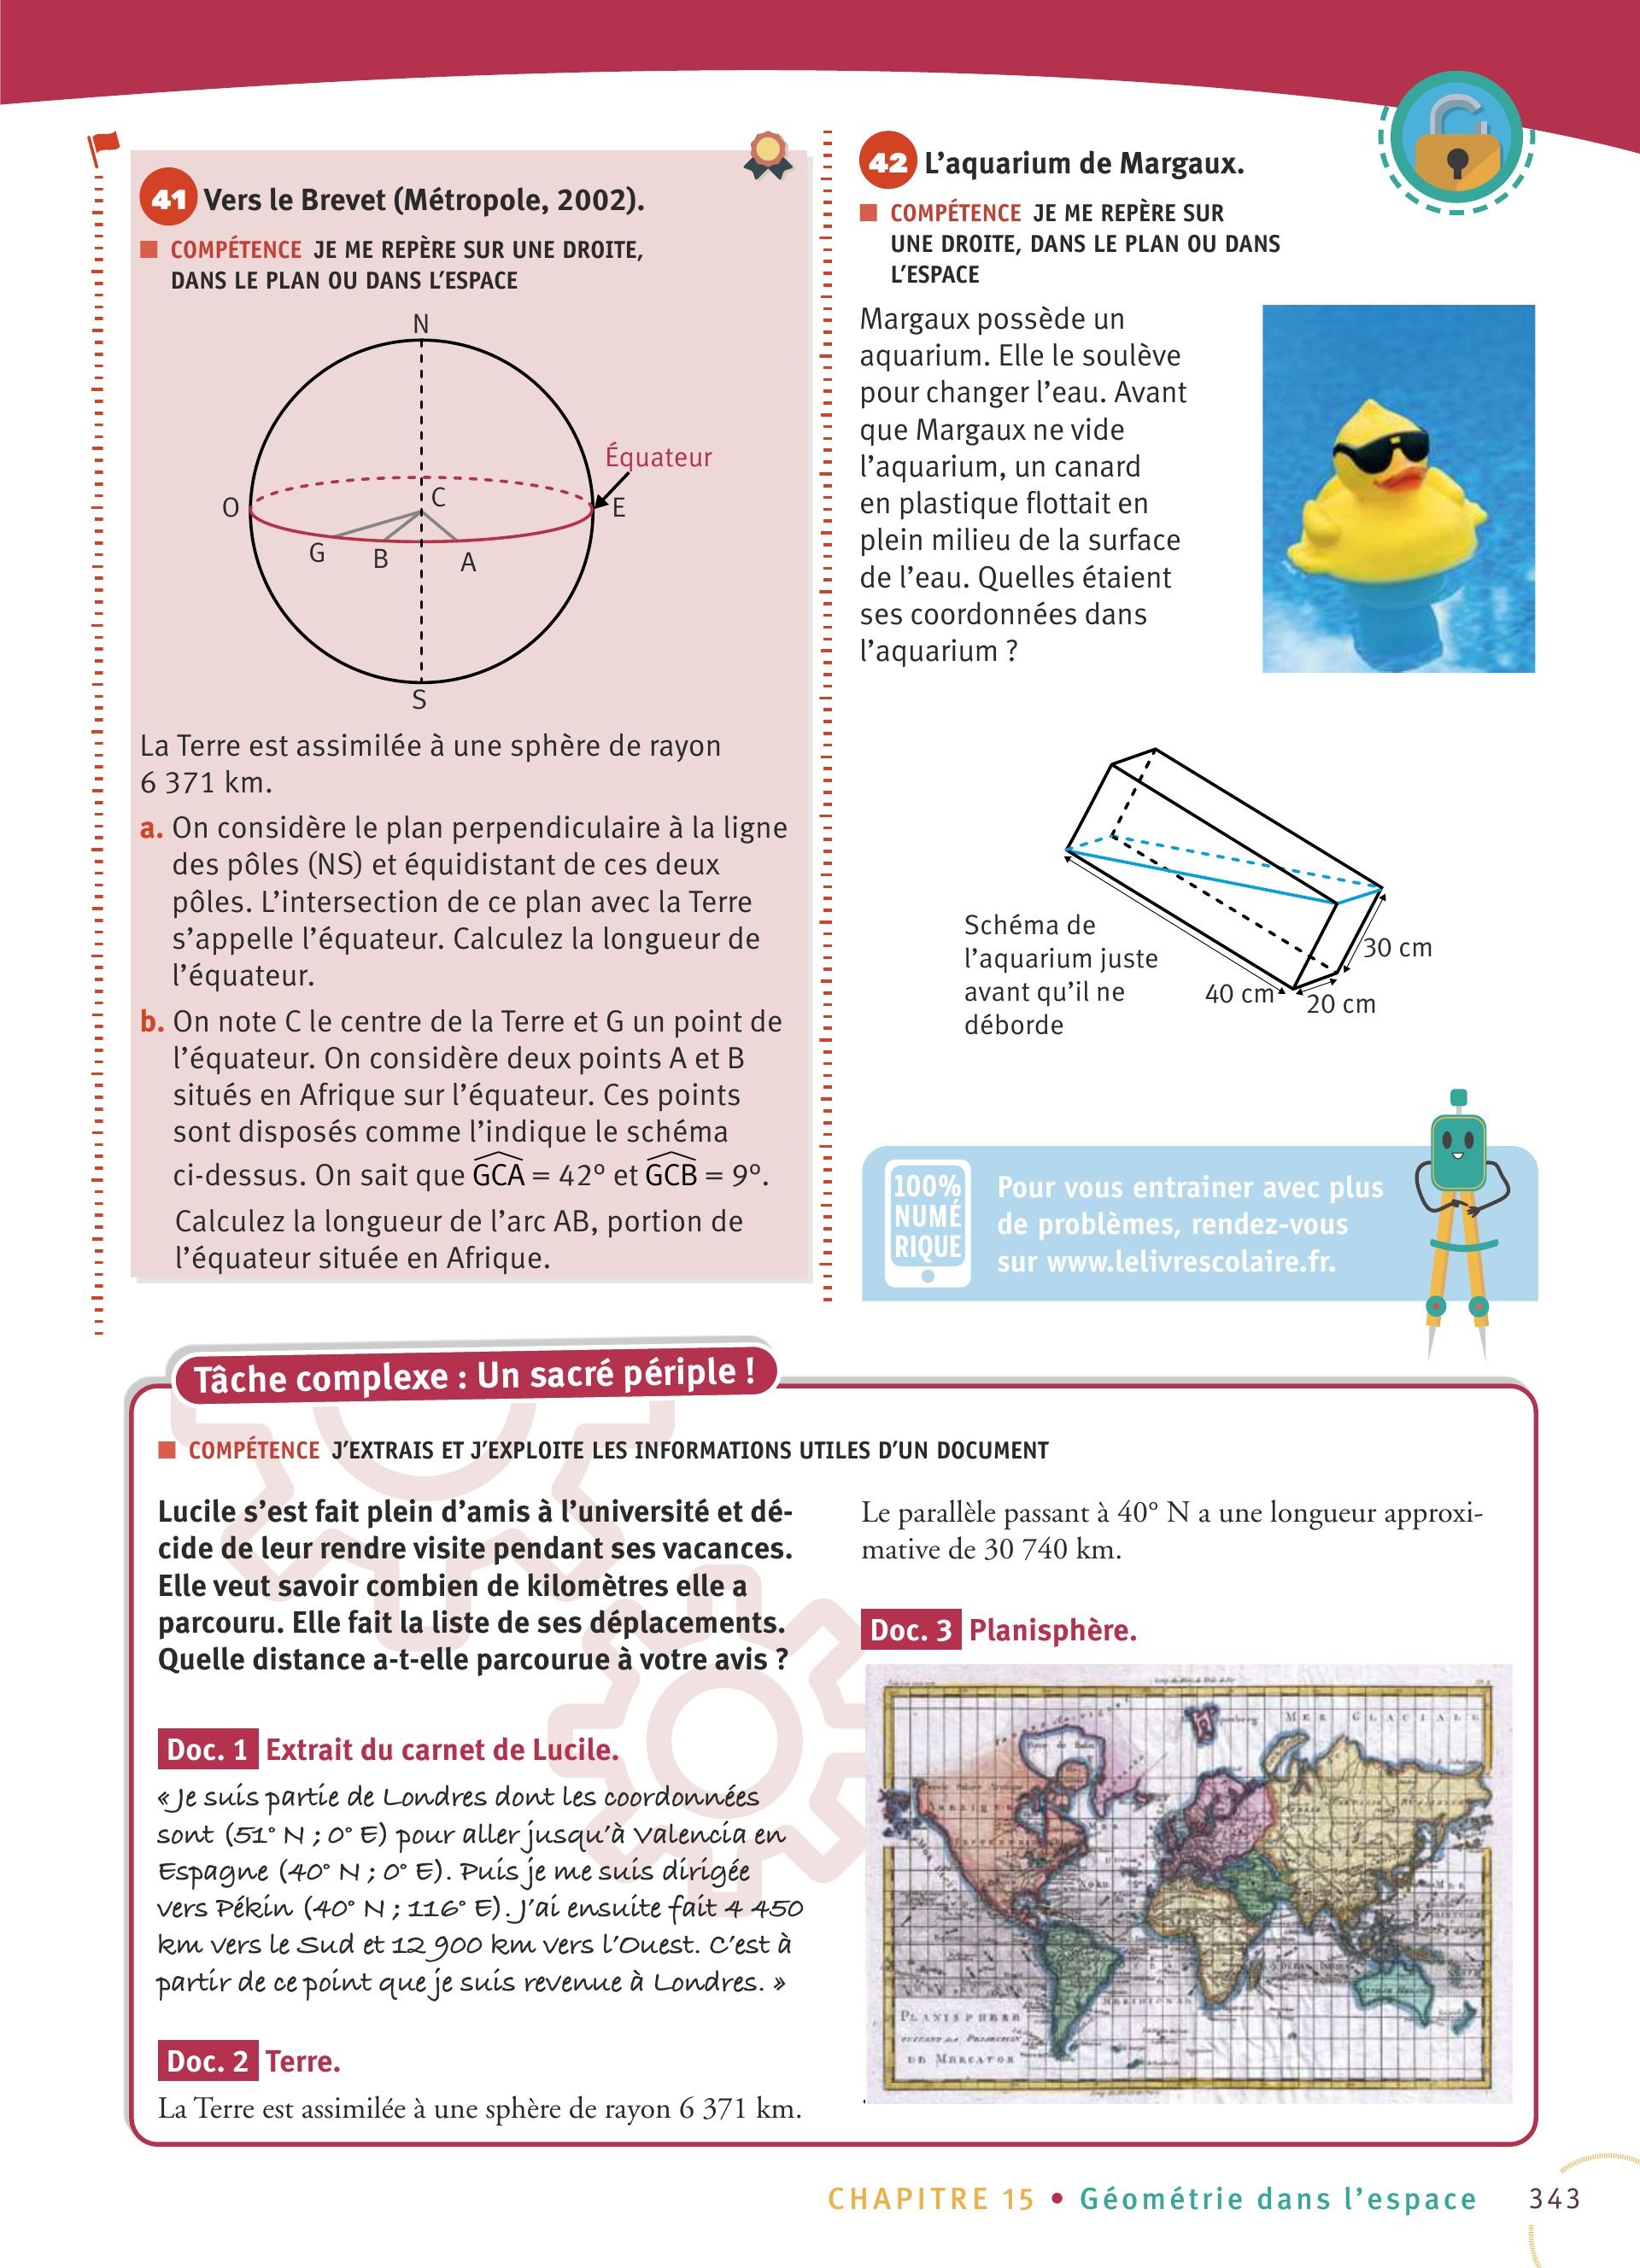 41 Vers le Brevet (Métropole, 2002).
COMPÉTENCE JE ME REPÈRE SUR UNE DROITE,
DANS LE PLAN OU DANS L'ESPACE
N
Équateur
O
C
E
G
B
A
S
La Terre est assimilée à une sphère de rayon
6 371 km.
a. On considère le plan perpendiculaire à la ligne
des pôles (NS) et équidistant de ces deux
pôles. L'intersection de ce plan avec la Terre
s'appelle l'équateur. Calculez la longueur de
l'équateur.
b. On note C le centre de la Terre et G un point de
l'équateur. On considère deux points A et B
situés en Afrique sur l'équateur. Ces points
sont disposés comme l'indique le schéma
ci-dessus. On sait que GCA = 42° et GCB = 9°.
Calculez la longueur de l'arc AB, portion de
l'équateur située en Afrique.
42 L'aquarium de Margaux.
COMPÉTENCE JE ME REPÈRE SUR
UNE DROITE, DANS LE PLAN OU DANS
L'ESPACE
Margaux possède un
aquarium. Elle le soulève
pour changer l'eau. Avant
que Margaux ne vide
l'aquarium, un canard
en plastique flottait en
plein milieu de la surface
de l'eau. Quelles étaient
ses coordonnées dans
l'aquarium ?
Schéma de
l'aquarium juste
avant qu'il ne
déborde
30 cm
40 cm
20 cm
100%
NUMÉ
RIQUE
Pour vous entrainer avec plus
de problèmes, rendez-vous
sur www.lelivrescolaire.fr.
Tâche complexe : Un sacré périple !
COMPÉTENCE J'EXTRAIS ET J'EXPLOITE LES INFORMATIONS UTILES D'UN DOCUMENT
Lucile s'est fait plein d'amis à l'université et dé-
cide de leur rendre visite pendant ses vacances.
Elle veut savoir combien de kilomètres elle a
parcouru. Elle fait la liste de ses déplacements.
Quelle distance a-t-elle parcourue à votre avis ?
Doc. 1 Extrait du carnet de Lucile.
« Je suis partie de Londres dont les coordonnées
sont (51° N ; 0° E) pour aller jusqu'à Valencia en
Espagne (40° N ; 0° E). Puis je me suis dirigée
vers Pékin (40° N ; 116° E). J'ai ensuite fait 4 450
km vers le Sud et 12 900 km vers l'Ouest. C'est à
partir de ce point que je suis revenue à Londres. »
Doc. 2 Terre.
La Terre est assimilée à une sphère de rayon 6 371 km.
Le parallèle passant à 40° N a une longueur approxi-
mative de 30 740 km.
Doc. 3 Planisphère.
MER GLACIALE
PLANISPHERE
DE MERCATOR
CHAPITRE 15 • Géométrie dans l'espace 343